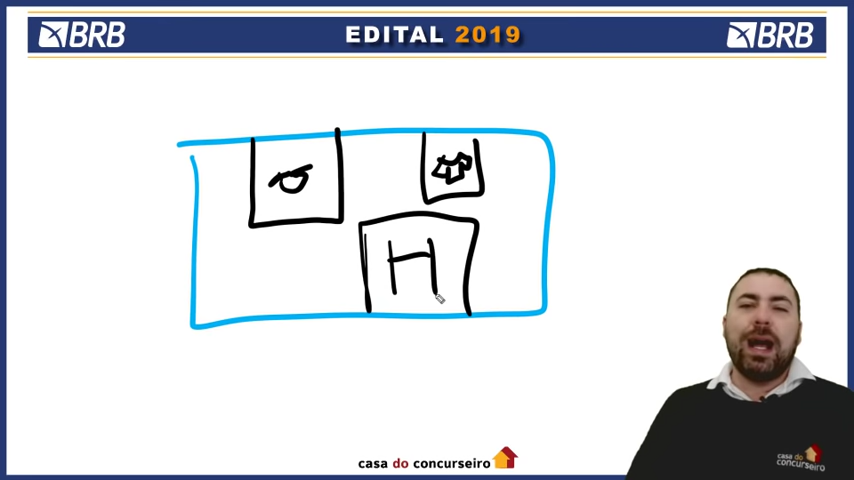 BRB
EDITAL 2019
BRB
H
casa do concurseiro
casa do
concurseiro